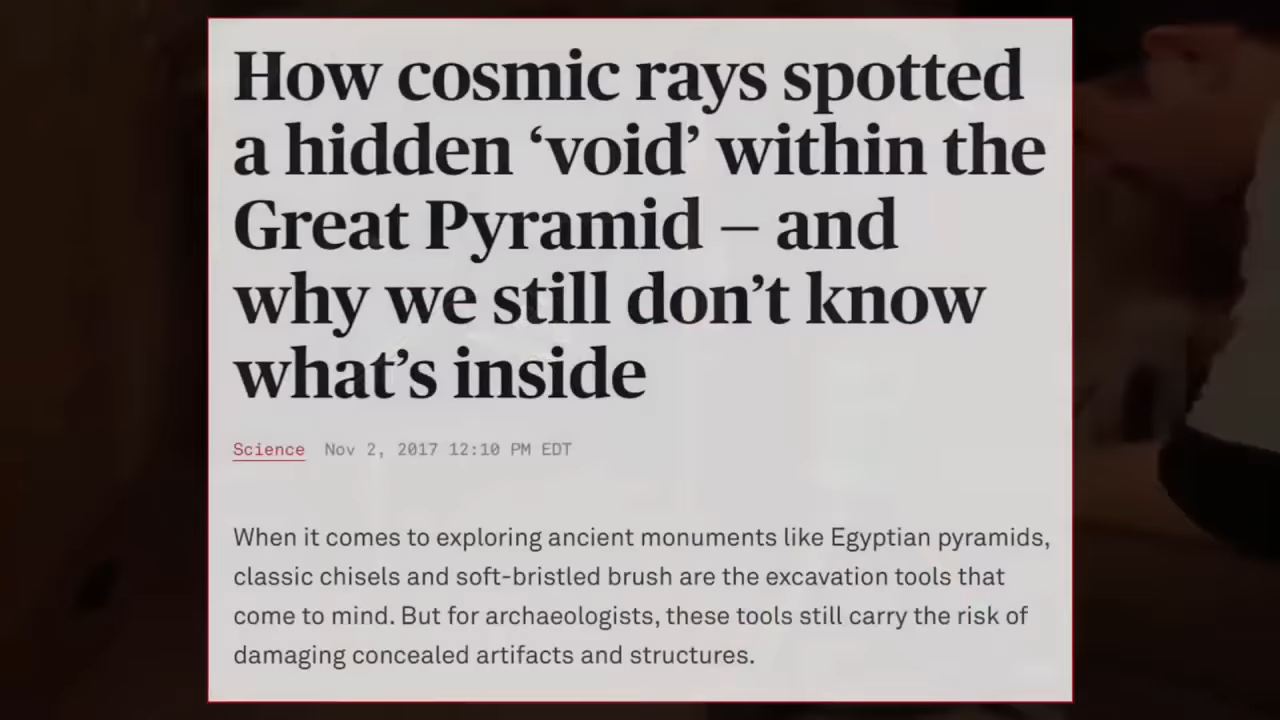 How cosmic rays spotted
a hidden ‘void’ within the
Great Pyramid – and
why we still don’t know
what’s inside
Science Nov 2, 2017 12:10 PM EDT
When it comes to exploring ancient monuments like Egyptian pyramids,
classic chisels and soft-bristled brush are the excavation tools that
come to mind. But for archaeologists, these tools still carry the risk of
damaging concealed artifacts and structures.